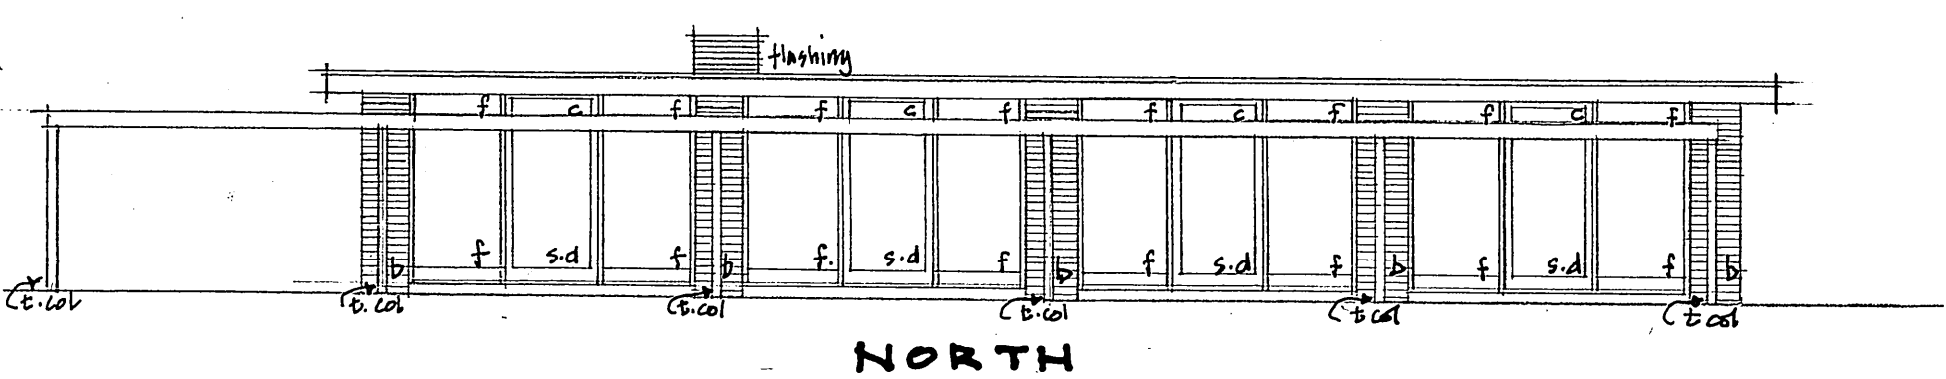 flashing
f c f f c f f c f f c f
f s.d f f. s.d f f s.d f f s.d f
b b b b b
t.col t.col t.col t.col t col t col
NORTH